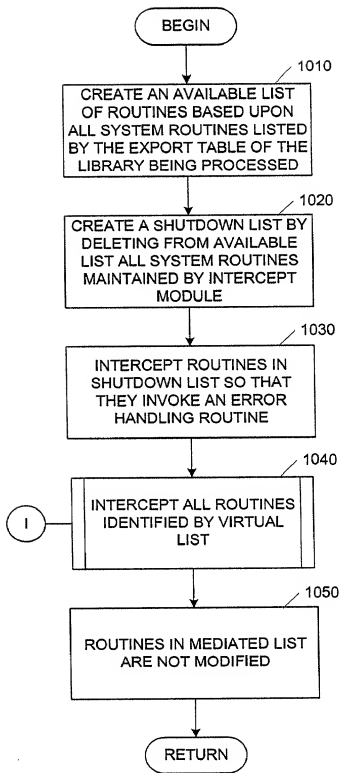 BEGIN
1010
CREATE AN AVAILABLE LIST
OF ROUTINES BASED UPON
ALL SYSTEM ROUTINES LISTED
BY THE EXPORT TABLE OF THE
LIBRARY BEING PROCESSED
1020
CREATE A SHUTDOWN LIST BY
DELETING FROM AVAILABLE
LIST ALL SYSTEM ROUTINES
MAINTAINED BY INTERCEPT
MODULE
1030
INTERCEPT ROUTINES IN
SHUTDOWN LIST SO THAT
THEY INVOKE AN ERROR
HANDLING ROUTINE
1040
I
INTERCEPT ALL ROUTINES
IDENTIFIED BY VIRTUAL
LIST
1050
ROUTINES IN MEDIATED LIST
ARE NOT MODIFIED
RETURN